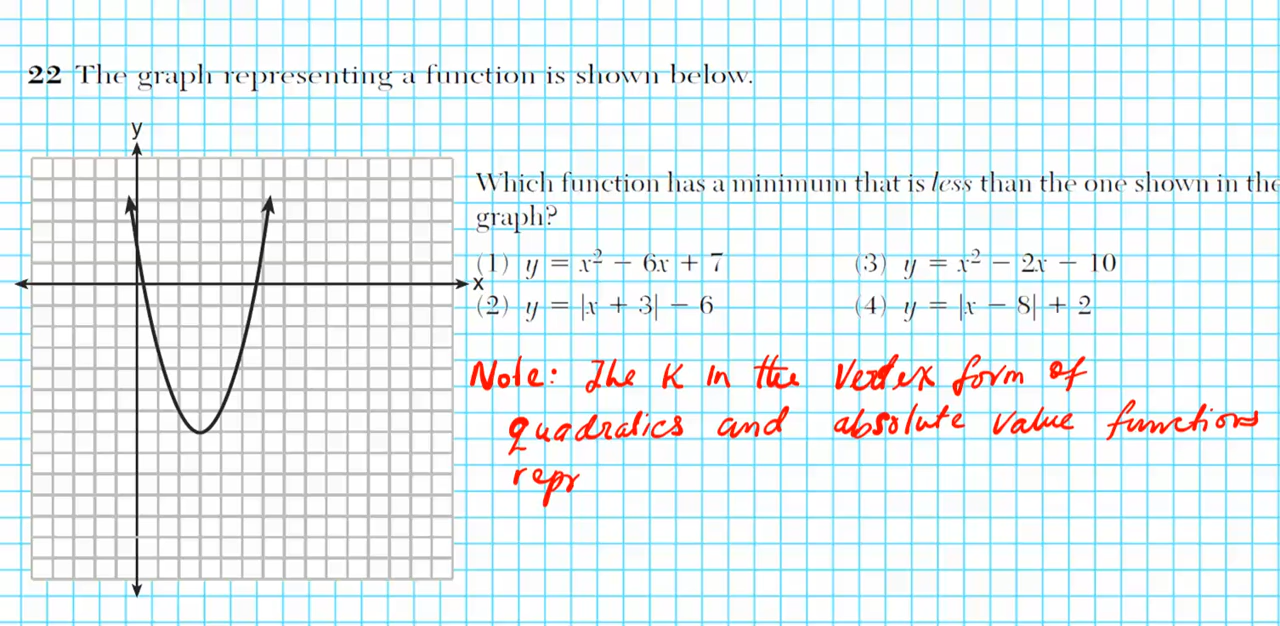 22 The graph representing a function is shown below.
y
x
Which function has a minimum that is less than the one shown in the
graph?
(1) y = x² − 6x + 7
(3) y = x² − 2x − 10
(2) y = |x + 3| − 6
(4) y = |x − 8| + 2
Note: The K in the Vertex form of
quadratics and absolute value functions
repr